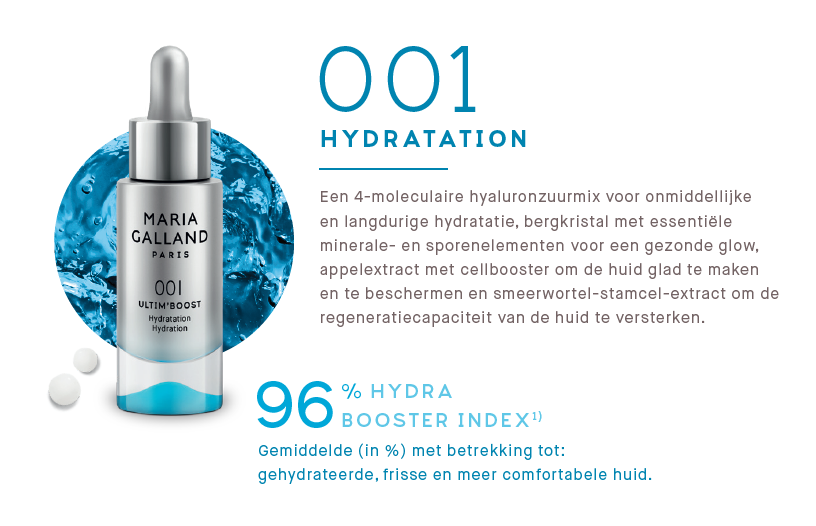 001
HYDRATATION
Een 4-moleculaire hyaluronzuurmix voor onmiddellijke
en langdurige hydratatie, bergkristal met essentiële
minerale- en sporenelementen voor een gezonde glow,
appelextract met cellbooster om de huid glad te maken
en te beschermen en smeerwortel-stamcel-extract om de
regeneratiecapaciteit van de huid te versterken.
MARIA
GALLAND
PARIS
001
ULTIM'BOOST
Hydratation
Hydration
96 % HYDRA
BOOSTER INDEX¹⁾
Gemiddelde (in %) met betrekking tot:
gehydrateerde, frisse en meer comfortabele huid.